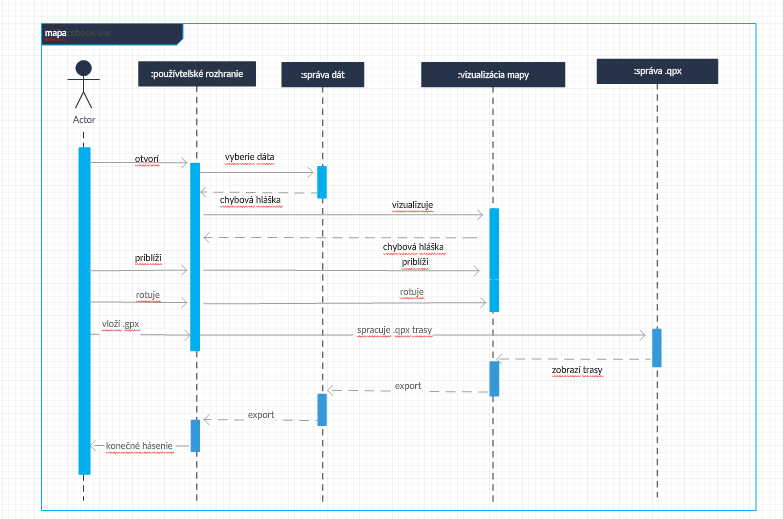 mapa
:používteľské rozhranie
:správa dát
:vizualizácia mapy
:správa .gpx
Actor
otvorí
vyberie dáta
chybová hláška
vizualizuje
chybová hláška
priblíži
priblíži
rotuje
rotuje
vloží .gpx
spracuje .gpx trasy
zobrazí trasy
export
export
konečné hásenie